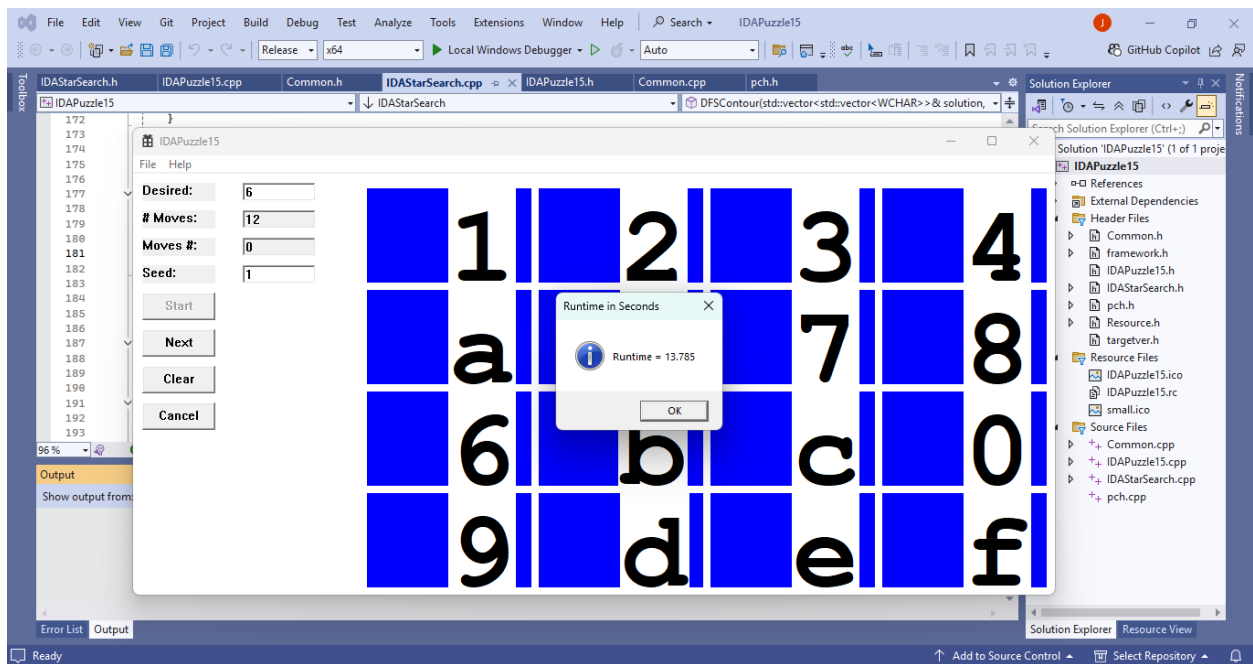 File Edit View Git Project Build Debug Test Analyze Tools Extensions Window Help Search IDAPuzzle15
Release x64 Local Windows Debugger Auto GitHub Copilot
Toolbox
IDAStarSearch.h IDAPuzzle15.cpp Common.h IDAStarSearch.cpp IDAPuzzle15.h Common.cpp pch.h
IDAPuzzle15 IDAStarSearch DFSContour(std::vector<std::vector<WCHAR>>& solution,
172 }
173
174
175
176
177
178
179
180
181
182
183
184
185
186
187
188
189
190
191
192
193
96 %
Output
Show output from:
Error List Output
IDAPuzzle15
File Help
Desired: 6
# Moves: 12
Moves #: 0
Seed: 1
Start
Next
Clear
Cancel
1 2 3 4
a 7 8
6 b c 0
9 d e f
Runtime in Seconds
Runtime = 13.785
OK
Solution Explorer
Search Solution Explorer (Ctrl+;)
Solution 'IDAPuzzle15' (1 of 1 proje
IDAPuzzle15
References
External Dependencies
Header Files
Common.h
framework.h
IDAPuzzle15.h
IDAStarSearch.h
pch.h
Resource.h
targetver.h
Resource Files
IDAPuzzle15.ico
IDAPuzzle15.rc
small.ico
Source Files
Common.cpp
IDAPuzzle15.cpp
IDAStarSearch.cpp
pch.cpp
Solution Explorer Resource View
Notifications
Ready Add to Source Control Select Repository